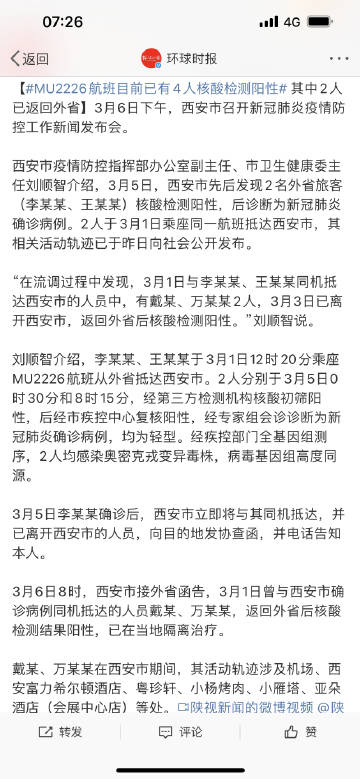 07:26
4G
返回
环球时报
【#MU2226航班目前已有4人核酸检测阳性# 其中2人
已返回外省】3月6日下午，西安市召开新冠肺炎疫情防
控工作新闻发布会。
西安市疫情防控指挥部办公室副主任、市卫生健康委主
任刘顺智介绍，3月5日，西安市先后发现2名外省旅客
（李某某、王某某）核酸检测阳性，后诊断为新冠肺炎
确诊病例。2人于3月1日乘座同一航班抵达西安市，其
相关活动轨迹已于昨日向社会公开发布。
“在流调过程中发现，3月1日与李某某、王某某同机抵
达西安市的人员中，有戴某、万某某2人，3月3日已离
开西安市，返回外省后核酸检测阳性。”刘顺智说。
刘顺智介绍，李某某、王某某于3月1日12时20分乘座
MU2226航班从外省抵达西安市。2人分别于3月5日0
时30分和8时15分，经第三方检测机构核酸初筛阳
性，后经市疾控中心复核阳性，经专家组会诊诊断为新
冠肺炎确诊病例，均为轻型。经疾控部门全基因组测
序，2人均感染奥密克戎变异毒株，病毒基因组高度同
源。
3月5日李某某确诊后，西安市立即将与其同机抵达，并
已离开西安市的人员，向目的地发协查函，并电话告知
本人。
3月6日8时，西安市接外省函告，3月1日曾与西安市确
诊病例同机抵达的人员戴某、万某某，返回外省后核酸
检测结果阳性，已在当地隔离治疗。
戴某、万某某在西安市期间，其活动轨迹涉及机场、西
安富力希尔顿酒店、粤珍轩、小杨烤肉、小雁塔、亚朵
酒店（会展中心店）等处。陕视新闻的微博视频 @陕
转发
评论
赞